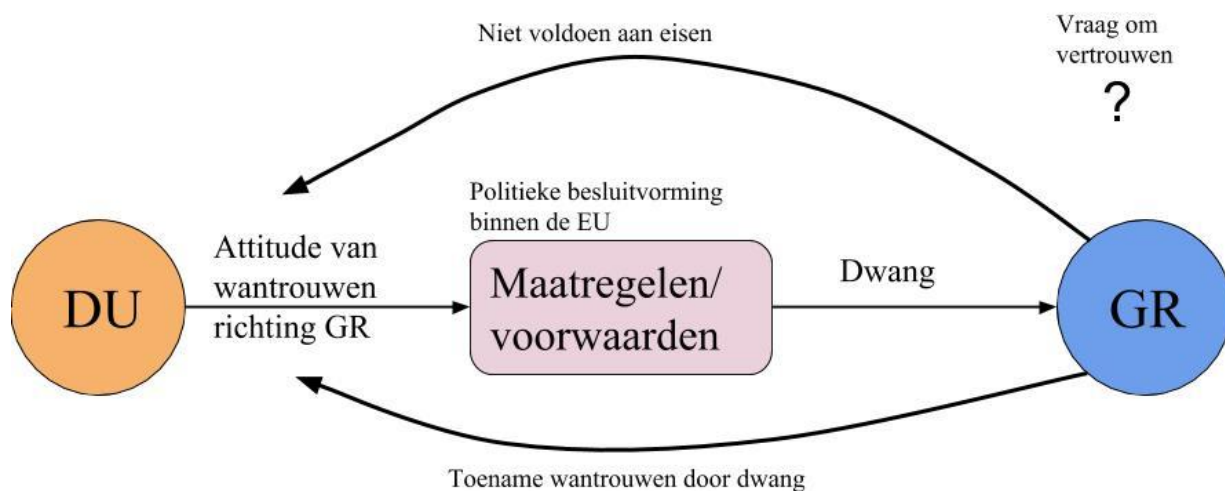 Niet voldoen aan eisen
Vraag om
vertrouwen
?
Politieke besluitvorming
binnen de EU
DU
Attitude van
wantrouwen
richting GR
Maatregelen/
voorwaarden
Dwang
GR
Toename wantrouwen door dwang